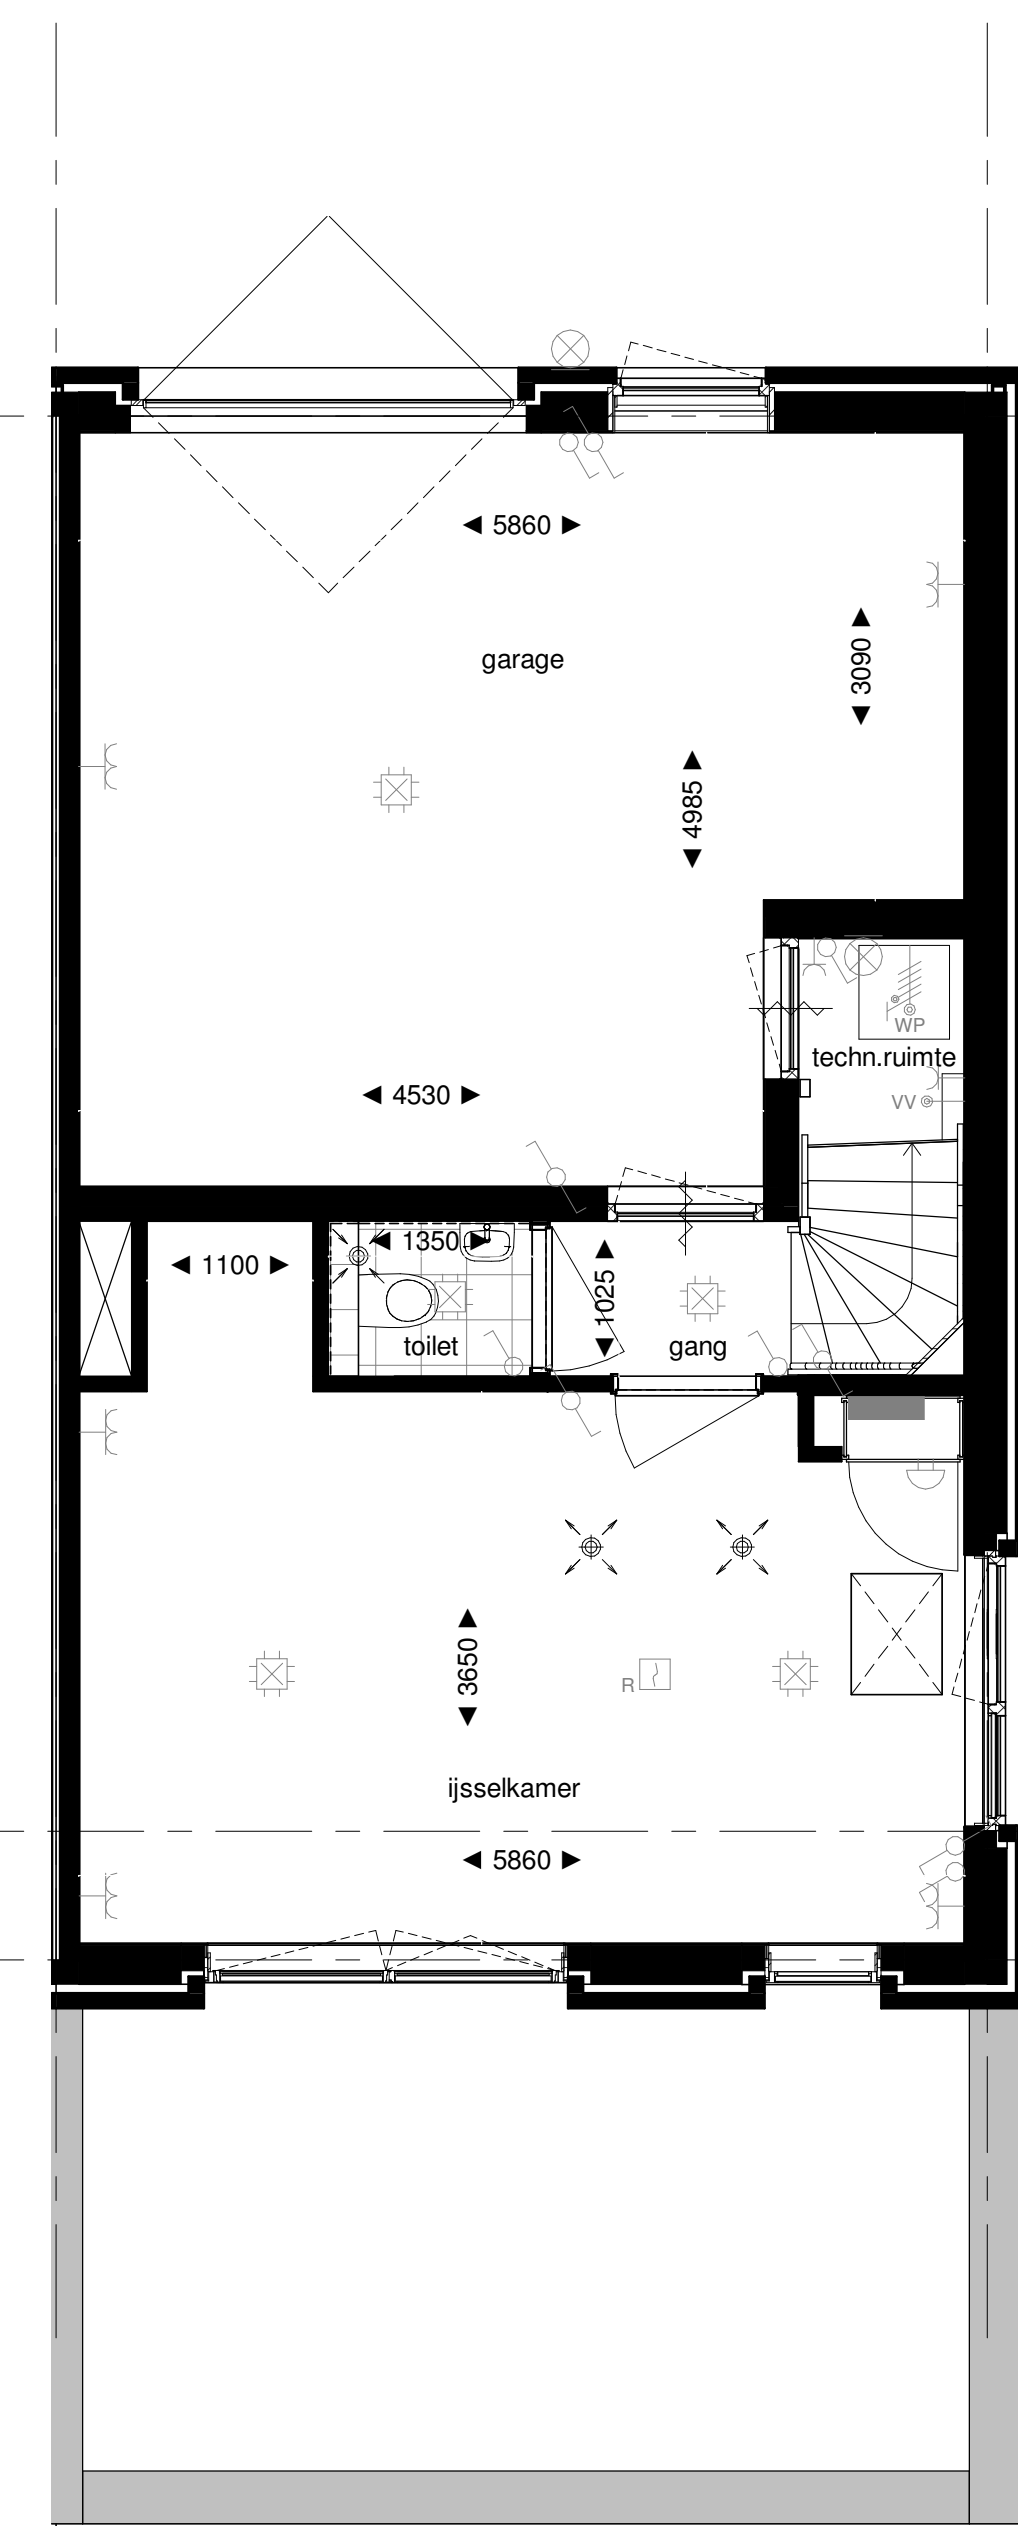 ◄ 5860 ►
garage
◄ 3090 ►
◄ 4985 ►
WP
techn.ruimte
◄ 4530 ►
VV
◄ 1350 ►
◄ 1100 ►
◄ 1025 ►
toilet
gang
◄ 3650 ►
R
ijsselkamer
◄ 5860 ►